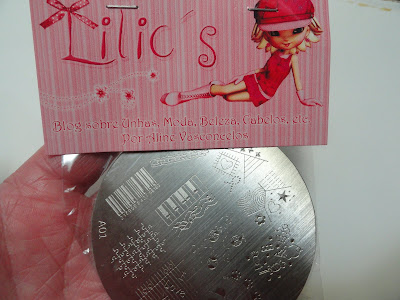 Lilic´s
Blog sobre Unhas, Moda, Beleza, Cabelos, etc
Por Aline Vasconcelos
A01